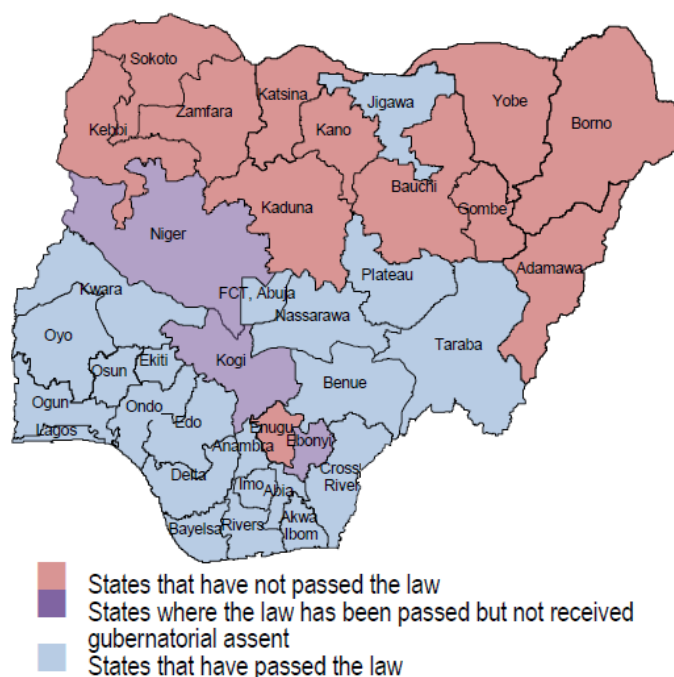 Sokoto
Katsina
Jigawa
Yobe
Borno
Kebbi
Zamfara
Kano
Bauchi
Gombe
Kaduna
Niger
Adamawa
Plateau
Kwara
FCT, Abuja
Nassarawa
Taraba
Oyo
Osun
Ekiti
Kogi
Benue
Ogun
Lagos
Ondo
Edo
Enugu
Ebonyi
Anambra
Cross
River
Delta
Imo
Abia
Bayelsa
Rivers
Akwa
Ibom
States that have not passed the law
States where the law has been passed but not received
gubernatorial assent
States that have passed the law